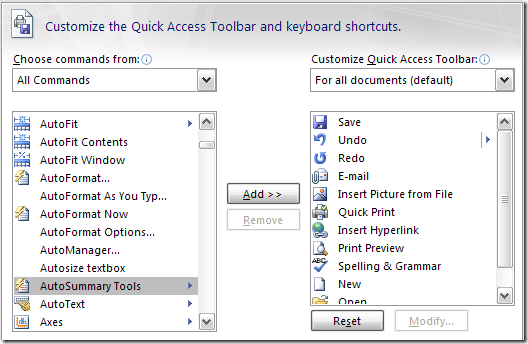 Customize the Quick Access Toolbar and keyboard shortcuts.
Choose commands from:
All Commands
AutoFit
AutoFit Contents
AutoFit Window
AutoFormat...
AutoFormat As You Typ...
AutoFormat Now
AutoFormat Options...
AutoManager...
Autosize textbox
AutoSummary Tools
AutoText
Axes
Add >>
Remove
Customize Quick Access Toolbar:
For all documents (default)
Save
Undo
Redo
E-mail
Insert Picture from File
Quick Print
Insert Hyperlink
Print Preview
ABC
Spelling & Grammar
New
Open
Reset
Modify...